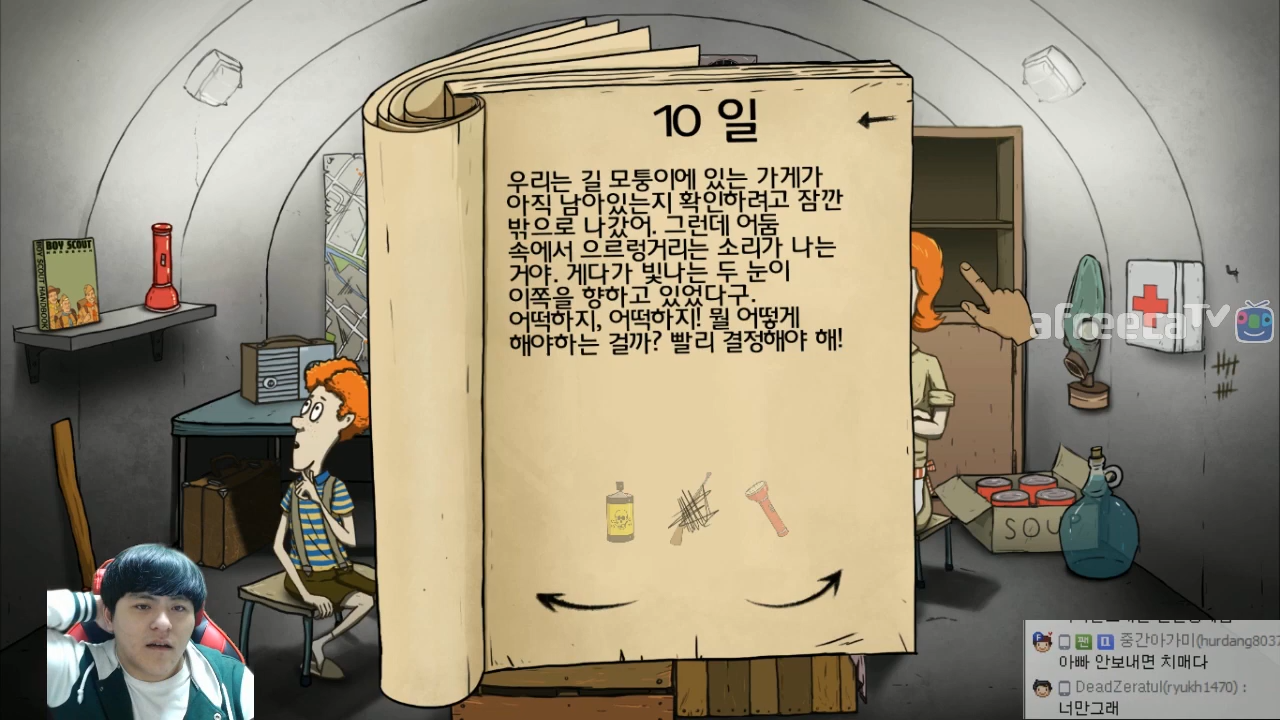 10 일
우리는 길 모퉁이에 있는 가게가
아직 남아있는지 확인하려고 잠깐
밖으로 나갔어. 그런데 어둠
속에서 으르렁거리는 소리가 나는
거야. 게다가 빛나는 두 눈이
이쪽을 향하고 있었다구.
어떡하지, 어떡하지! 뭘 어떻게
해야하는 걸까? 빨리 결정해야 해!
BOY SCOUT
BOY SCOUT HANDBOOK
afreecaTV
SOU
팬
중간아가미(hurdang8037
아빠 안보내면 치매다
DeadZeratul(ryukh1470) :
너만그래